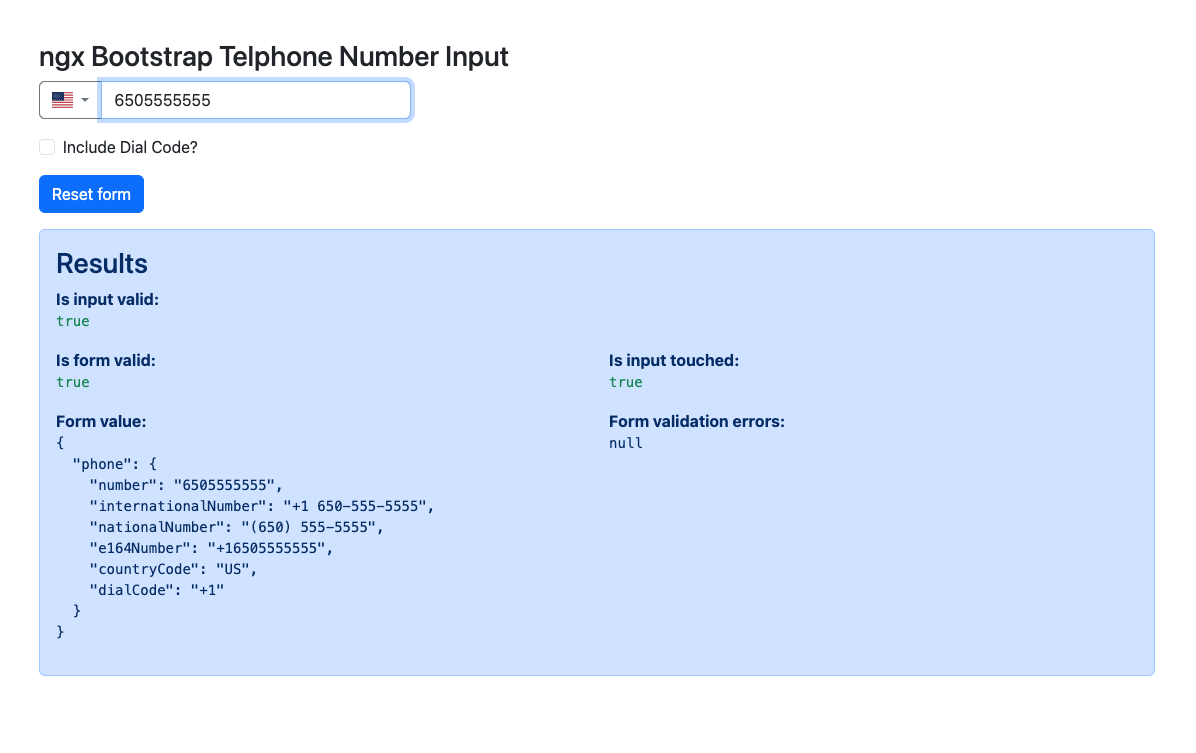 ngx Bootstrap Telphone Number Input
6505555555
Include Dial Code?
Reset form
Results
Is input valid:
true
Is form valid:
true
Is input touched:
true
Form value:
{
  "phone": {
    "number": "6505555555",
    "internationalNumber": "+1 650-555-5555",
    "nationalNumber": "(650) 555-5555",
    "e164Number": "+16505555555",
    "countryCode": "US",
    "dialCode": "+1"
  }
}
Form validation errors:
null